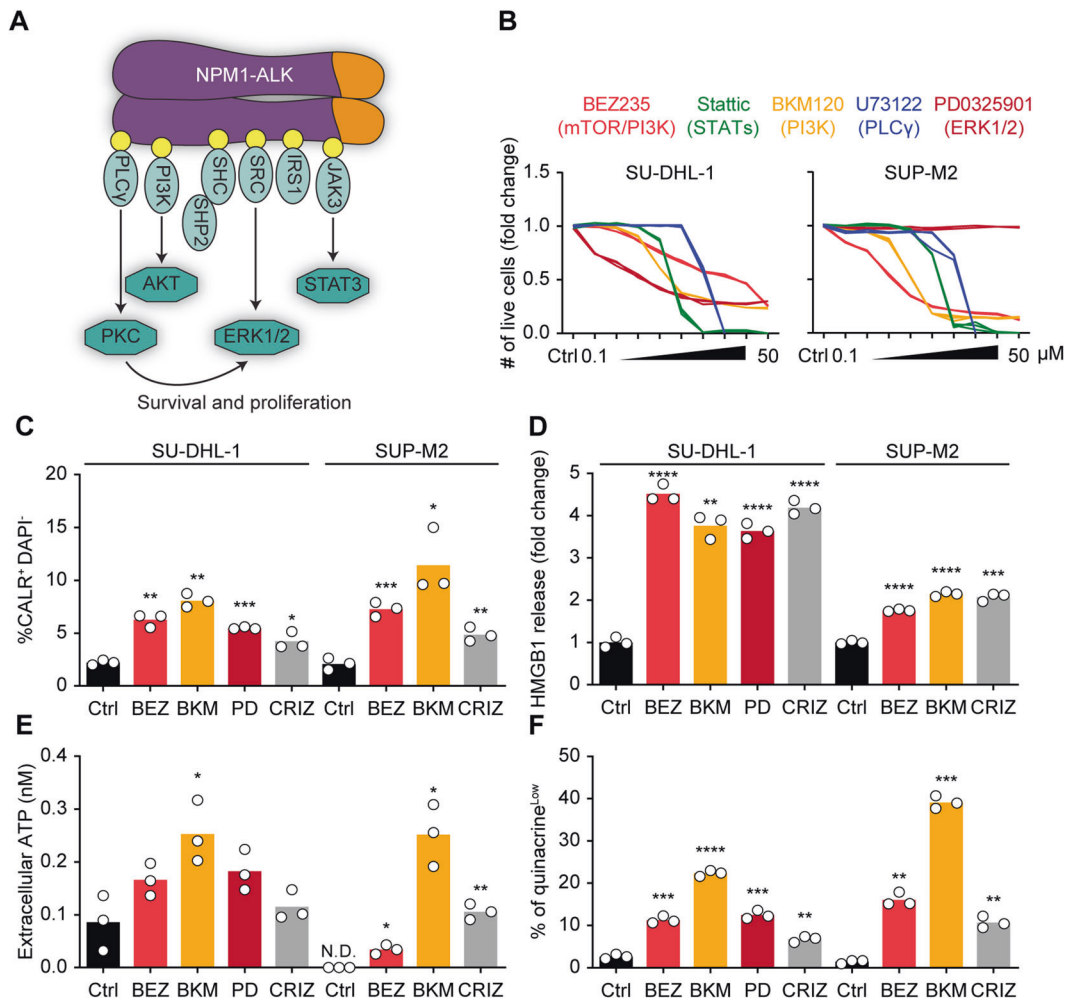 A
NPM1-ALK
PLCγ
PI3K
SHP2
SHC
SRC
IRS1
JAK3
AKT
STAT3
PKC
ERK1/2
Survival and proliferation
B
BEZ235 Stattic BKM120 U73122 PD0325901
(mTOR/PI3K) (STATs) (PI3K) (PLCγ) (ERK1/2)
SU-DHL-1 SUP-M2
# of live cells (fold change)
1.0
0.5
0.0
Ctrl 0.1 50
1.0
0.5
0.0
Ctrl 0.1 50 μM
C
SU-DHL-1 SUP-M2
%CALR⁺ DAPI⁻
20
15
10
5
0
** ** *** * *** * **
Ctrl BEZ BKM PD CRIZ Ctrl BEZ BKM CRIZ
D
SU-DHL-1 SUP-M2
HMGB1 release (fold change)
5
4
3
2
1
0
**** ** **** **** **** **** ***
Ctrl BEZ BKM PD CRIZ Ctrl BEZ BKM CRIZ
E
Extracellular ATP (nM)
0.4
0.3
0.2
0.1
0.0
* N.D. * * **
Ctrl BEZ BKM PD CRIZ Ctrl BEZ BKM CRIZ
F
% of quinacrineᴸᵒʷ
50
40
30
20
10
0
*** **** *** ** ** *** **
Ctrl BEZ BKM PD CRIZ Ctrl BEZ BKM CRIZ